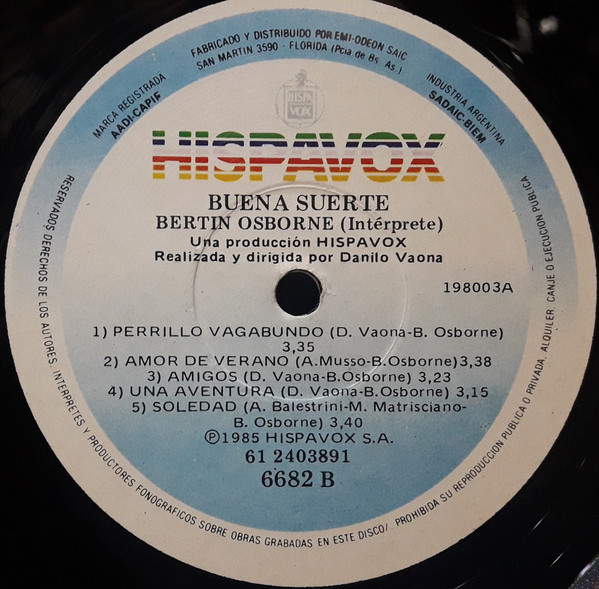 FABRICADO Y DISTRIBUIDO POR EMI-ODEON SAIC
SAN MARTIN 3590 - FLORIDA (Pcia de Bs. As.)
MARCA REGISTRADA
AADI-CAPIF
INDUSTRIA ARGENTINA
SADAIC-BIEM
HISPA
VOX
HISPAVOX
BUENA SUERTE
BERTIN OSBORNE (Intérprete)
Una producción HISPAVOX
Realizada y dirigida por Danilo Vaona
198003A
1) PERRILLO VAGABUNDO (D. Vaona-B. Osborne)
3,35
2) AMOR DE VERANO (A.Musso-B.Osborne)3,38
3) AMIGOS (D. Vaona-B.Osborne) 3,23
4) UNA AVENTURA (D. Vaona-B.Osborne) 3,15
5) SOLEDAD (A. Balestrini-M. Matrisciano-
B. Osborne) 3,40
Ⓟ1985 HISPAVOX S.A.
61 2403891
6682 B
RESERVADOS DERECHOS DE LOS AUTORES, INTERPRETES Y PRODUCTORES FONOGRAFICOS SOBRE OBRAS GRABADAS EN ESTE DISCO/ PROHIBIDA SU REPRODUCCION PUBLICA O PRIVADA, ALQUILER, CANJE O EJECUCION PUBLICA